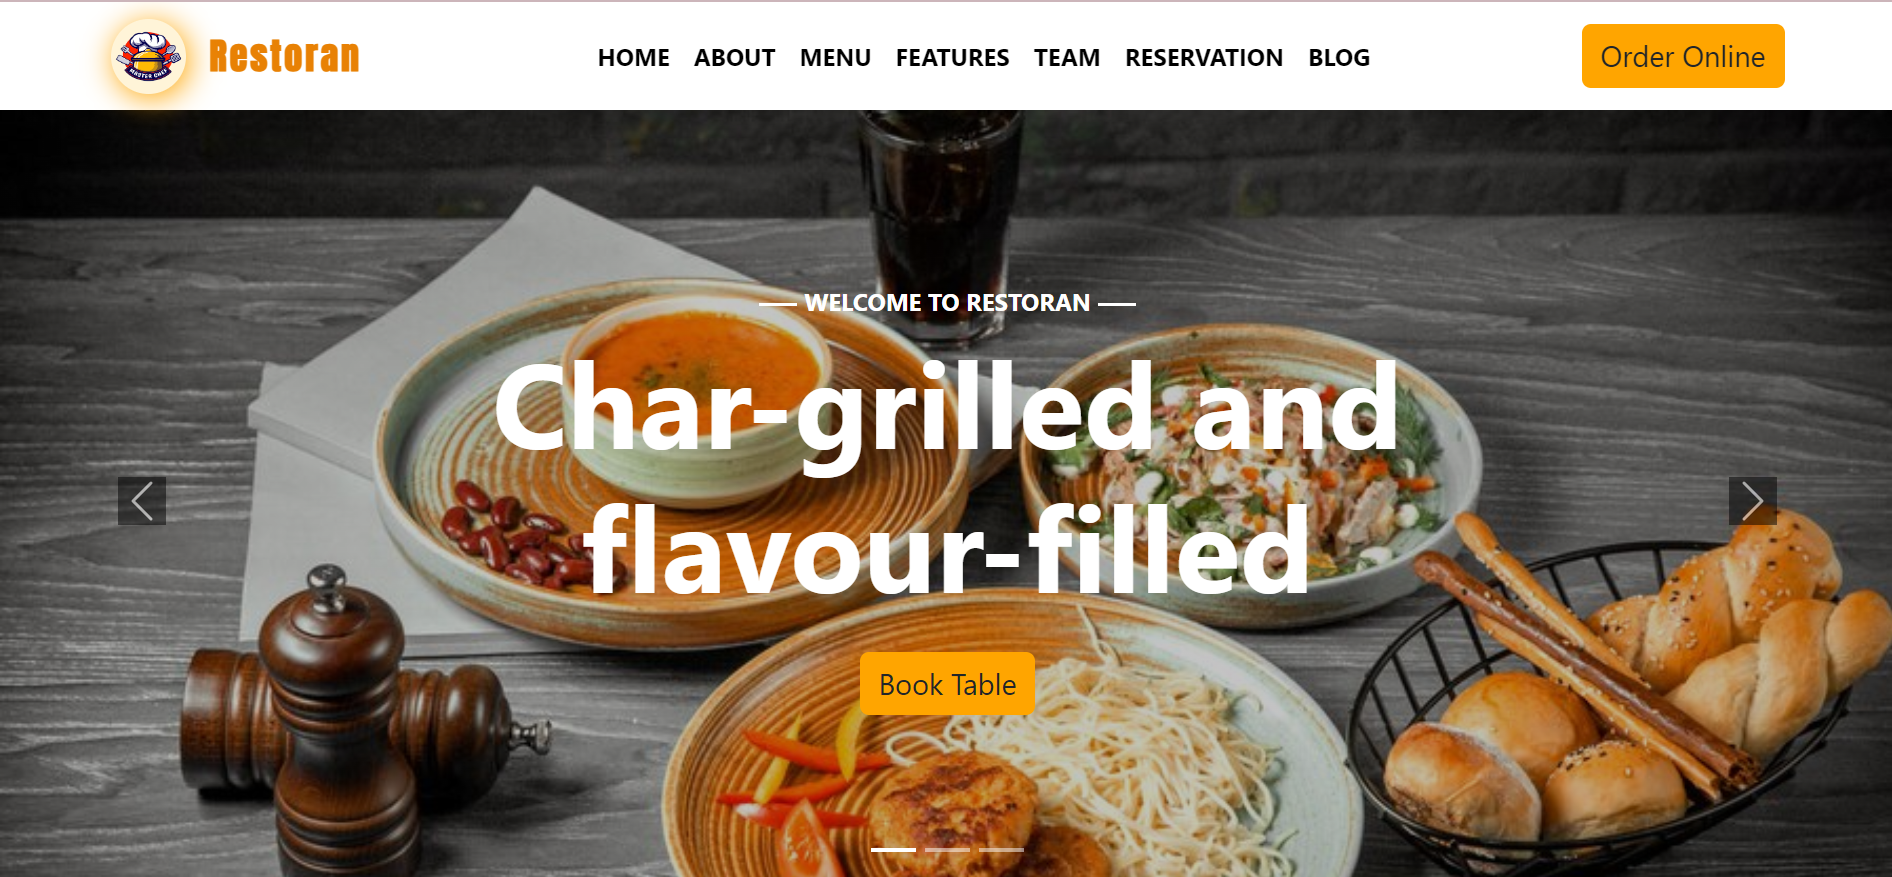 MASTER CHEF
Restoran
HOME ABOUT MENU FEATURES TEAM RESERVATION BLOG
Order Online
WELCOME TO RESTORAN
Char-grilled and
flavour-filled
Book Table